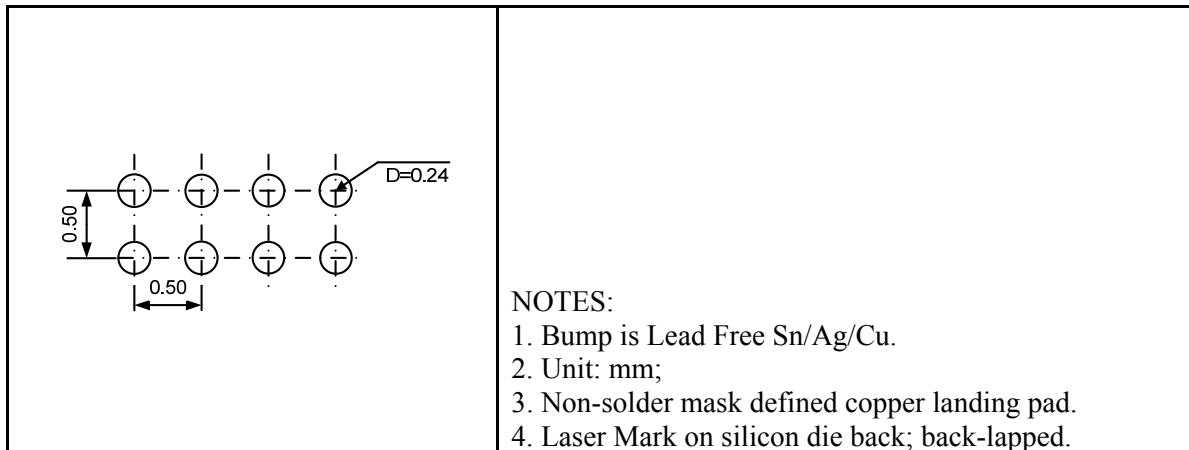 D=0.24
0.50
0.50
NOTES:
1. Bump is Lead Free Sn/Ag/Cu.
2. Unit: mm;
3. Non-solder mask defined copper landing pad.
4. Laser Mark on silicon die back; back-lapped.